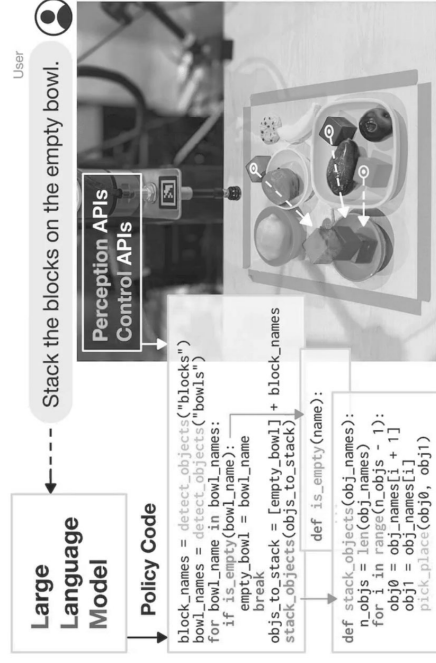 User
Stack the blocks on the empty bowl.
Large
Language
Model
Policy Code
Perception APIs
Control APIs
block_names = detect_objects("blocks")
bowl_names = detect_objects("bowls")
for bowl_name in bowl_names:
if is_empty(bowl_name):
empty_bowl = bowl_name
break
objs_to_stack = [empty_bowl] + block_names
stack_objects(objs_to_stack)
def is_empty(name):
def stack_objects(obj_names):
n_objs = len(obj_names)
for i in range(n_objs - 1):
obj0 = obj_names[i + 1]
obj1 = obj_names[i]
pick_place(obj0, obj1)